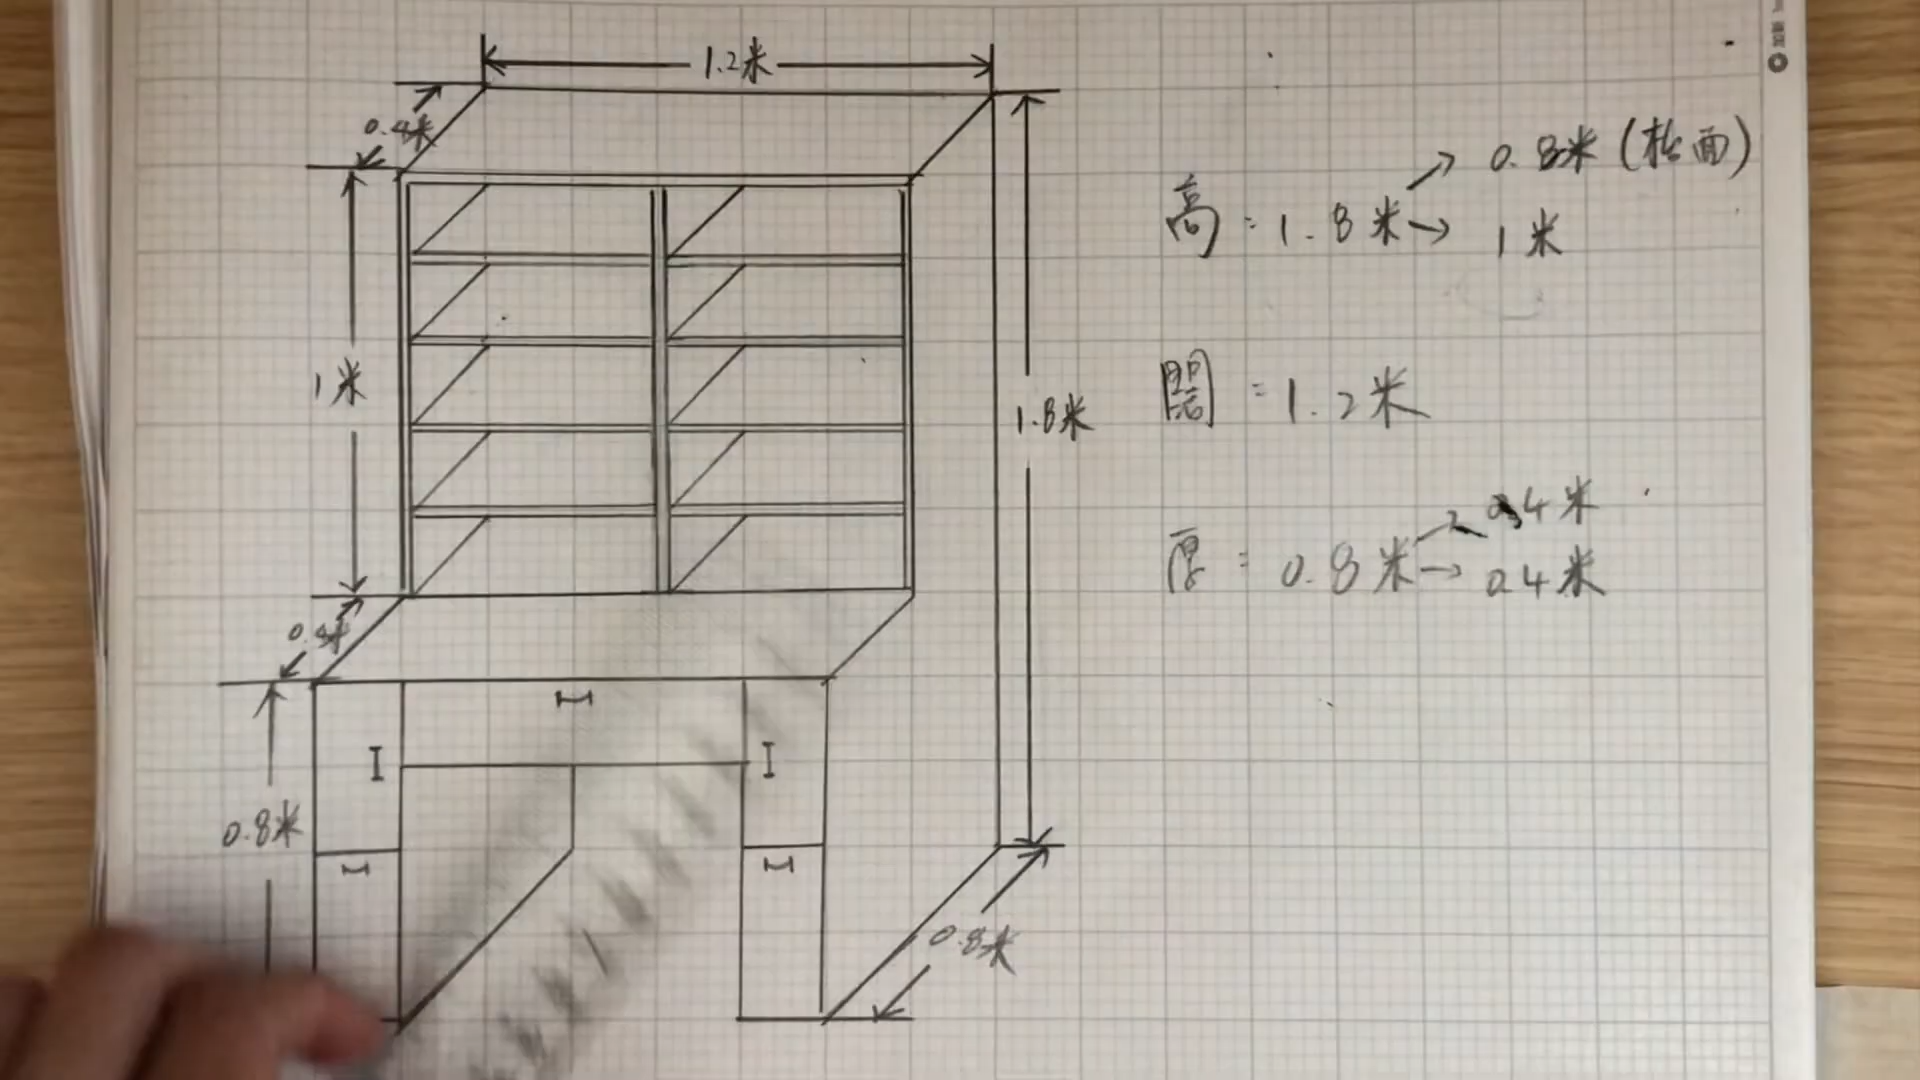 1.2米
0.4米
1米
1.8米
0.4米
0.8米
0.8米
高=1.8米→0.8米(枱面)
→1米
闊=1.2米
厚=0.8米→0.4米
→0.4米